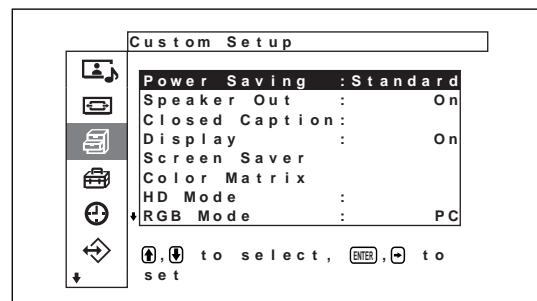 Custom Setup
Power Saving :Standard
Speaker Out : On
Closed Caption:
Display : On
Screen Saver
Color Matrix
HD Mode :
RGB Mode : PC
, to select, ENTER , to
set